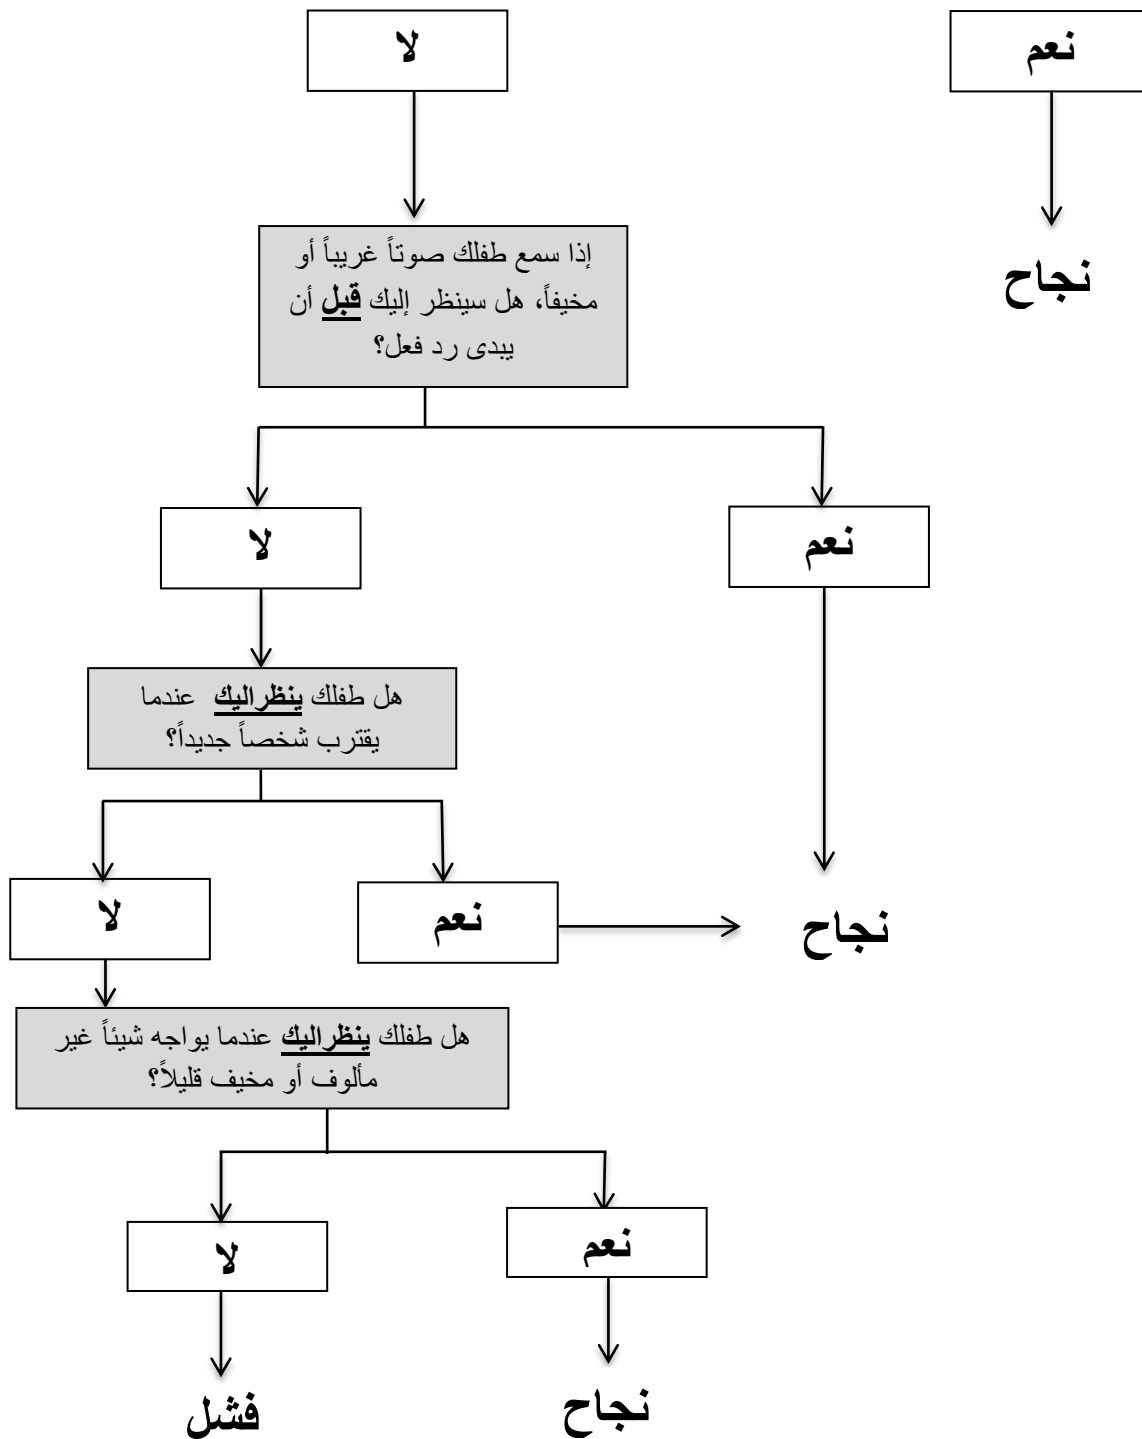 نعم
لا
نجاح
إذا سمع طفلك صوتاً غريباً أو
مخيفاً، هل سينظر إليك قبل أن
يبدى رد فعل؟
نعم
لا
هل طفلك ينظراليك عندما
يقترب شخصاً جديداً؟
نعم
لا
نجاح
هل طفلك ينظراليك عندما يواجه شيئاً غير
مألوف أو مخيف قليلاً؟
نعم
لا
نجاح
فشل